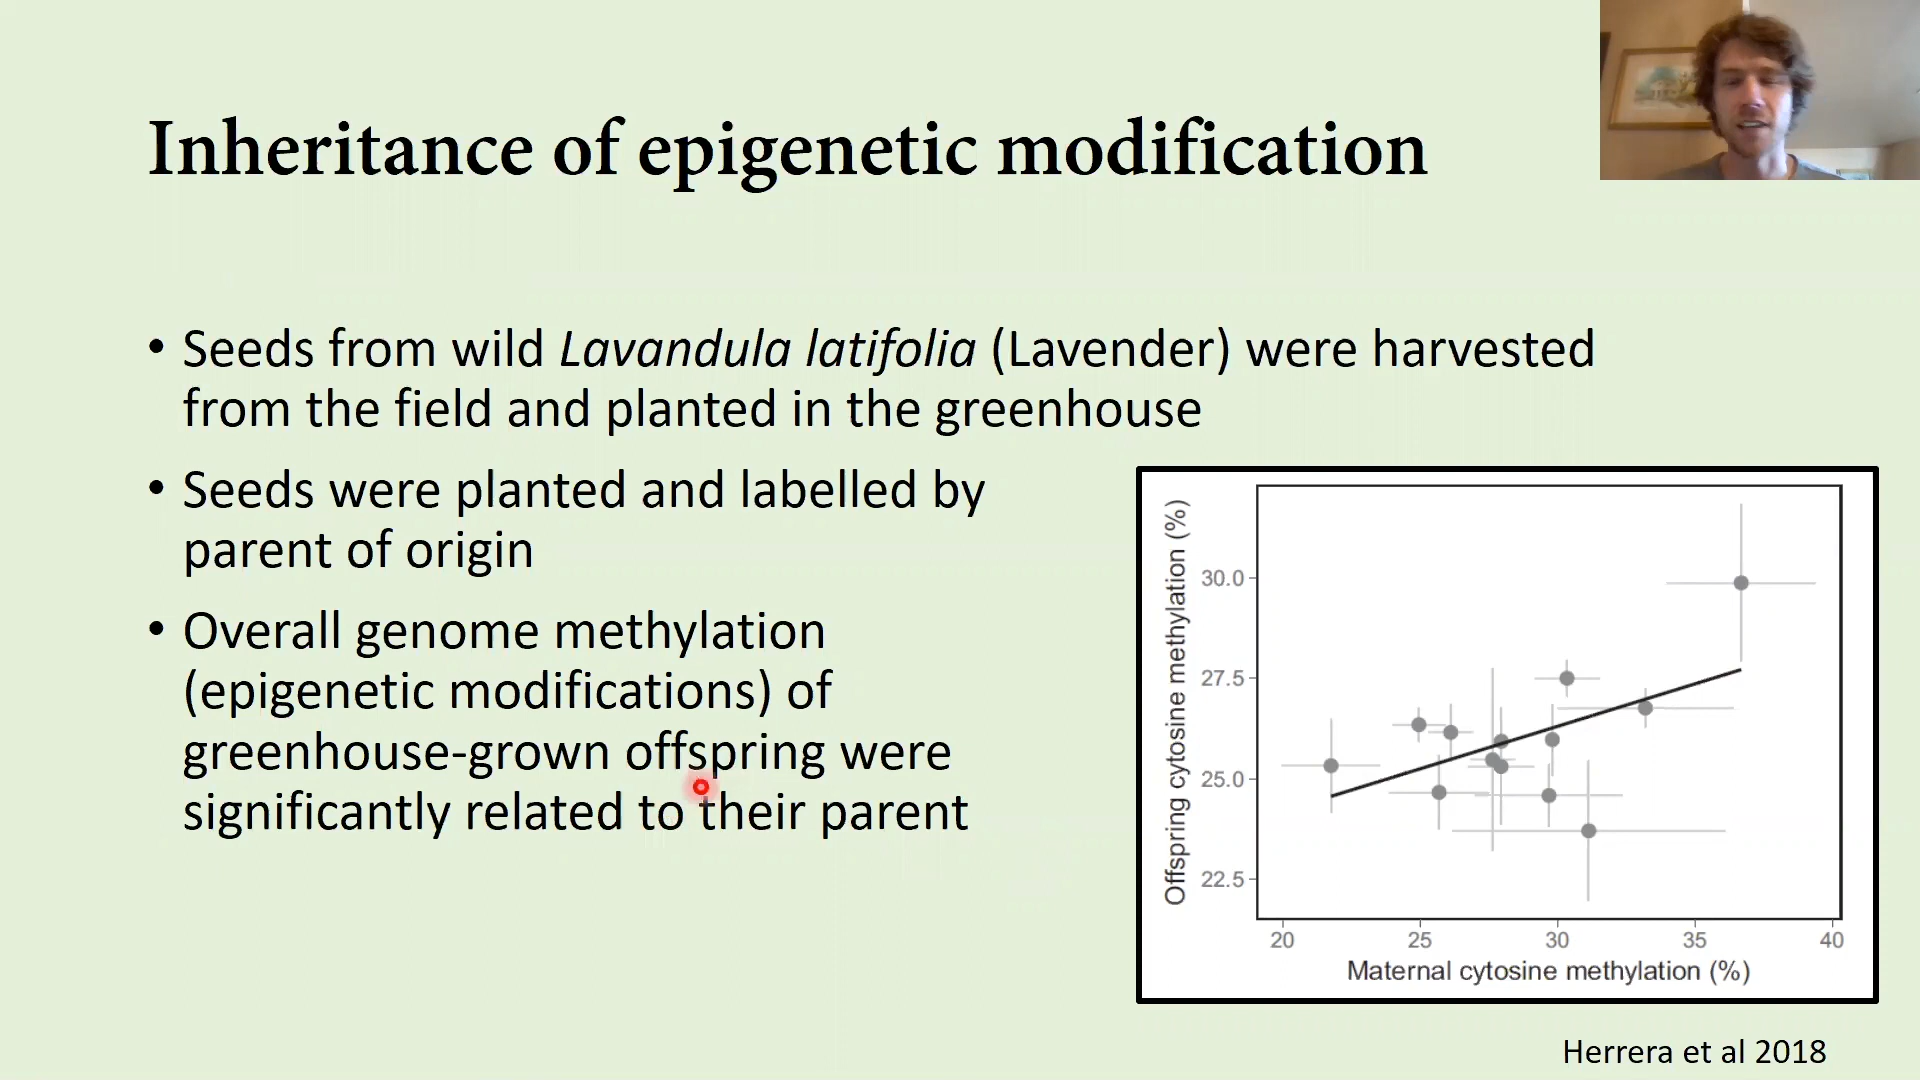 Inheritance of epigenetic modification
• Seeds from wild Lavandula latifolia (Lavender) were harvested
from the field and planted in the greenhouse
• Seeds were planted and labelled by
parent of origin
• Overall genome methylation
(epigenetic modifications) of
greenhouse-grown offspring were
significantly related to their parent
Offspring cytosine methylation (%)
30.0
27.5
25.0
22.5
20 25 30 35 40
Maternal cytosine methylation (%)
Herrera et al 2018